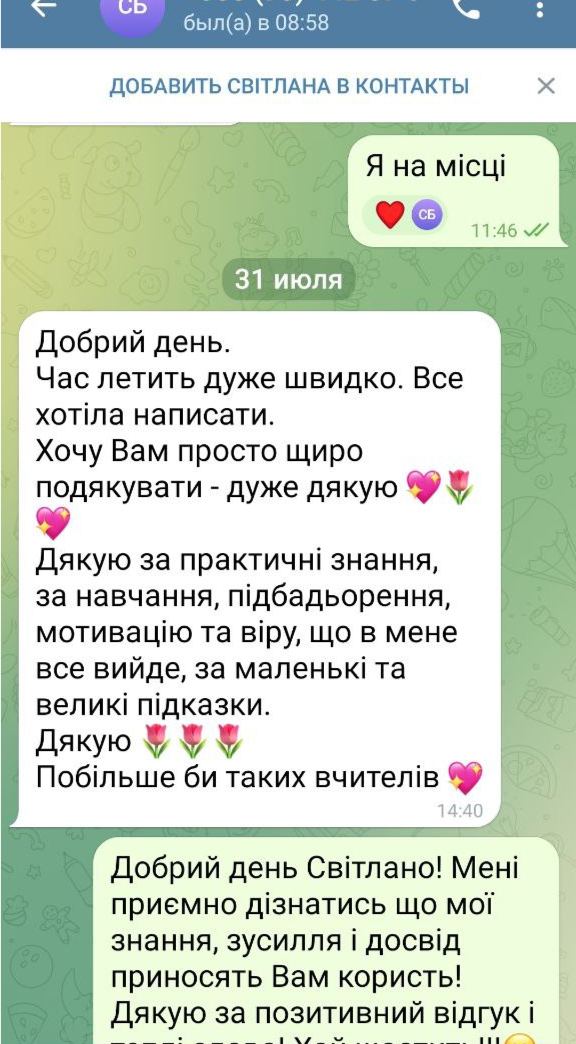 СБ
был(а) в 08:58
ДОБАВИТЬ СВІТЛАНА В КОНТАКТЫ
Я на місці
❤️ СБ
11:46
31 июля
Добрий день.
Час летить дуже швидко. Все
хотіла написати.
Хочу Вам просто щиро
подякувати - дуже дякую 💖🌷
💖
Дякую за практичні знання,
за навчання, підбадьорення,
мотивацію та віру, що в мене
все вийде, за маленькі та
великі підказки.
Дякую 🌷🌷🌷
Побільше би таких вчителів 💖
14:40
Добрий день Світлано! Мені
приємно дізнатись що мої
знання, зусилля і досвід
приносять Вам користь!
Дякую за позитивний відгук і